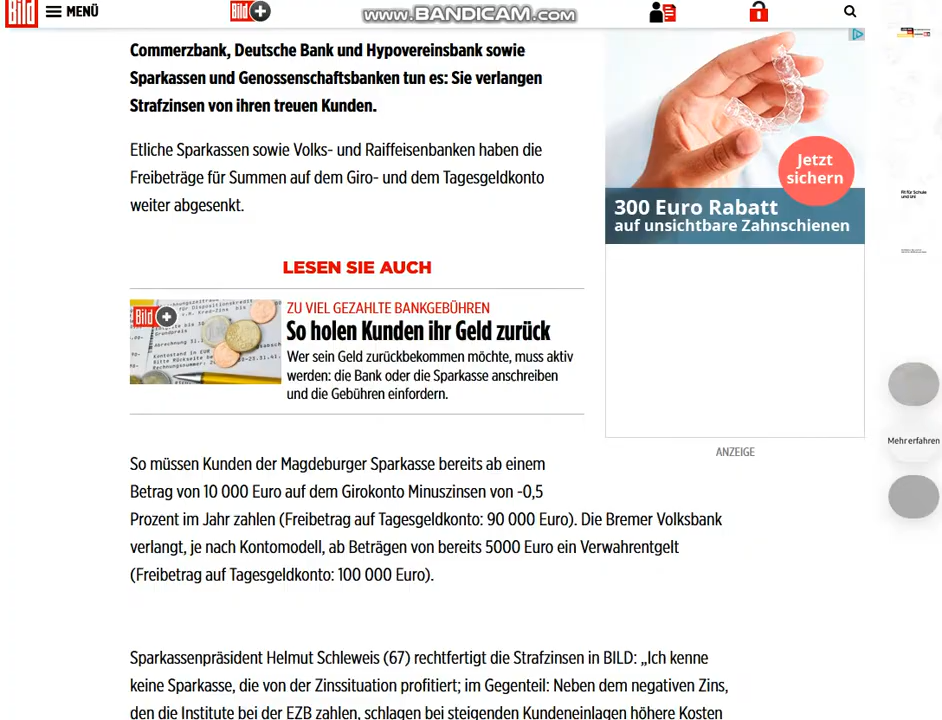 Bild
MENÜ
Bild+
www.BANDICAM.com
Commerzbank, Deutsche Bank und Hypovereinsbank sowie
Sparkassen und Genossenschaftsbanken tun es: Sie verlangen
Strafzinsen von ihren treuen Kunden.
Etliche Sparkassen sowie Volks- und Raiffeisenbanken haben die
Freibeträge für Summen auf dem Giro- und dem Tagesgeldkonto
weiter abgesenkt.
LESEN SIE AUCH
Bild+
ZU VIEL GEZAHLTE BANKGEBÜHREN
So holen Kunden ihr Geld zurück
Wer sein Geld zurückbekommen möchte, muss aktiv
werden: die Bank oder die Sparkasse anschreiben
und die Gebühren einfordern.
So müssen Kunden der Magdeburger Sparkasse bereits ab einem
Betrag von 10 000 Euro auf dem Girokonto Minuszinsen von -0,5
Prozent im Jahr zahlen (Freibetrag auf Tagesgeldkonto: 90 000 Euro). Die Bremer Volksbank
verlangt, je nach Kontomodell, ab Beträgen von bereits 5000 Euro ein Verwahrentgelt
(Freibetrag auf Tagesgeldkonto: 100 000 Euro).
Sparkassenpräsident Helmut Schleweis (67) rechtfertigt die Strafzinsen in BILD: „Ich kenne
keine Sparkasse, die von der Zinssituation profitiert; im Gegenteil: Neben dem negativen Zins,
den die Institute bei der EZB zahlen, schlagen bei steigenden Kundeneinlagen höhere Kosten
Jetzt
sichern
300 Euro Rabatt
auf unsichtbare Zahnschienen
ANZEIGE
Fit für Schule
und Uni
Mehr erfahren